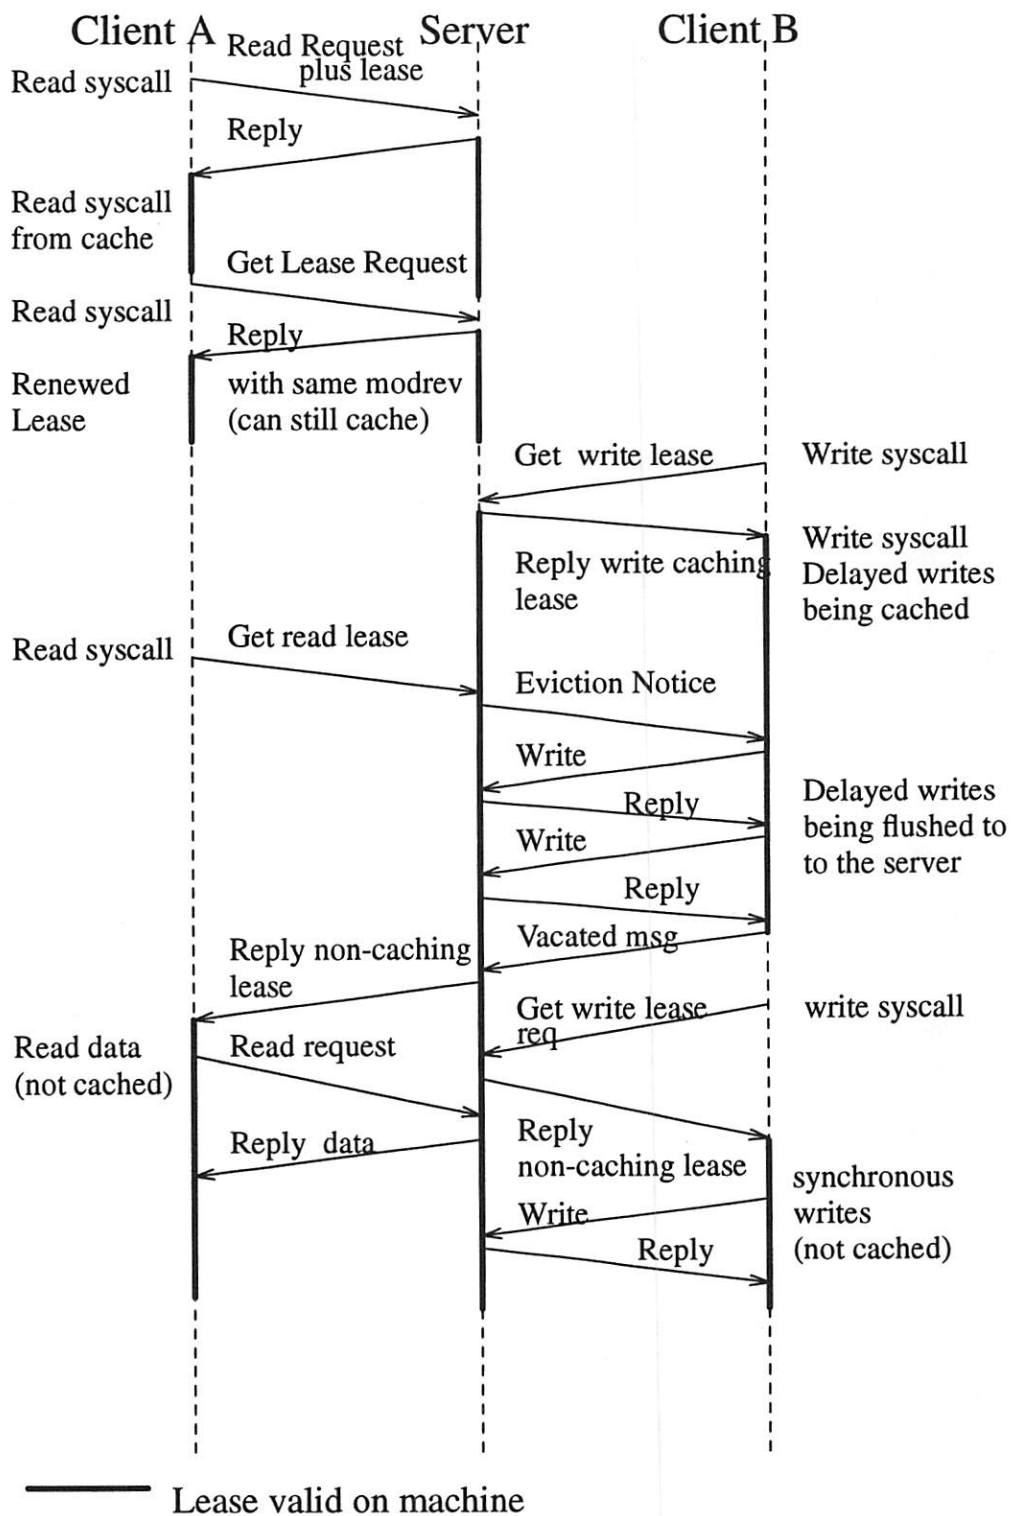 Client A Server Client B
Read Request
plus lease
Read syscall
Reply
Read syscall
from cache
Get Lease Request
Read syscall
Reply
Renewed
Lease
with same modrev
(can still cache)
Get write lease
Write syscall
Write syscall
Delayed writes
being cached
Reply write caching
lease
Get read lease
Read syscall
Eviction Notice
Write
Delayed writes
being flushed to
to the server
Reply
Write
Reply
Vacated msg
Reply non-caching
lease
Get write lease
req
write syscall
Read data
(not cached)
Read request
Reply
non-caching lease
Reply data
synchronous
writes
(not cached)
Write
Reply
Lease valid on machine